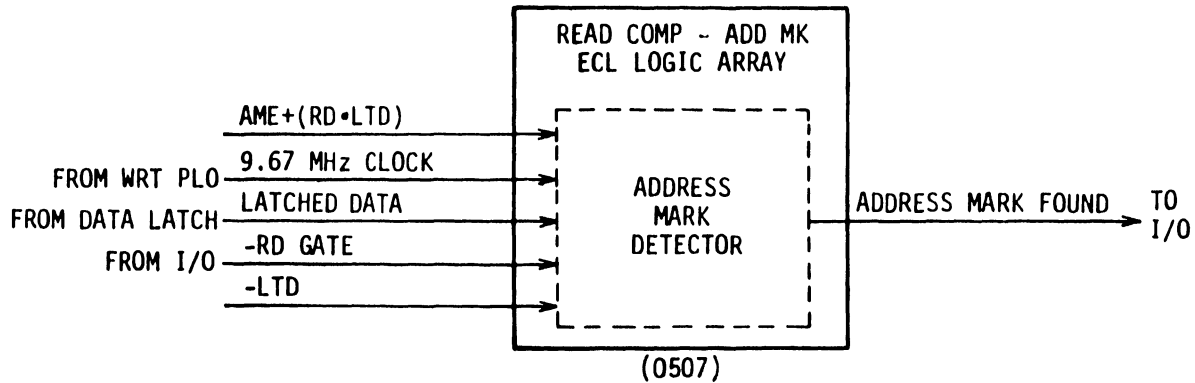 READ COMP - ADD MK
ECL LOGIC ARRAY
AME+(RD•LTD)
FROM WRT PLO
9.67 MHz CLOCK
FROM DATA LATCH
LATCHED DATA
FROM I/O
-RD GATE
-LTD
ADDRESS
MARK
DETECTOR
ADDRESS MARK FOUND
TO
I/O
(0507)